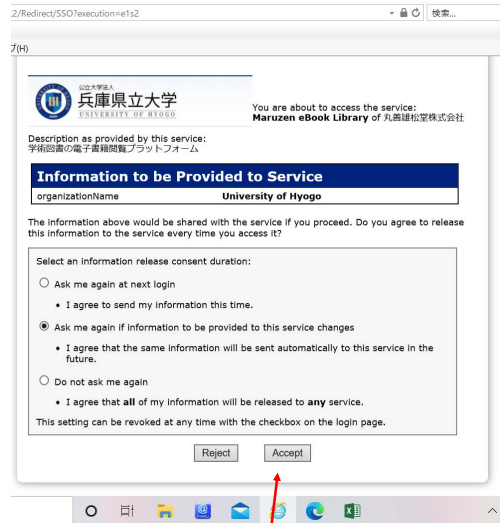 .2/Redirect/SSO?execution=e1s2
検索...
(H)
公立大学法人
兵庫県立大学
UNIVERSITY OF HYOGO
You are about to access the service:
Maruzen eBook Library of 丸善雄松堂株式会社
Description as provided by this service:
学術図書の電子書籍閲覧プラットフォーム
Information to be Provided to Service
organizationName University of Hyogo
The information above would be shared with the service if you proceed. Do you agree to release
this information to the service every time you access it?
Select an information release consent duration:
Ask me again at next login
• I agree to send my information this time.
Ask me again if information to be provided to this service changes
• I agree that the same information will be sent automatically to this service in the
future.
Do not ask me again
• I agree that all of my information will be released to any service.
This setting can be revoked at any time with the checkbox on the login page.
Reject Accept